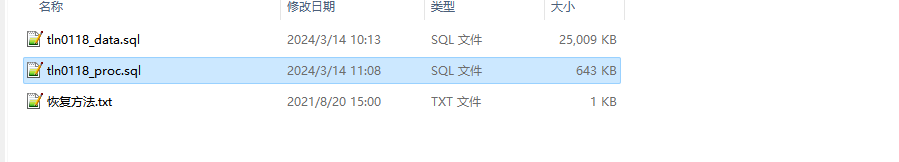 名称 修改日期 类型 大小
tln0118_data.sql 2024/3/14 10:13 SQL 文件 25,009 KB
tln0118_proc.sql 2024/3/14 11:08 SQL 文件 643 KB
恢复方法.txt 2021/8/20 15:00 TXT 文件 1 KB